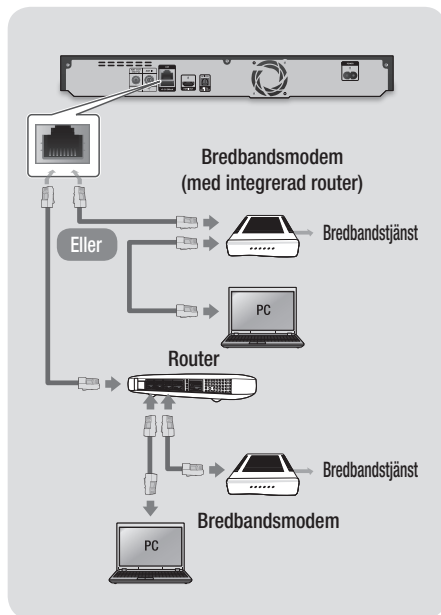 Bredbandsmodem
(med integrerad router)
Eller
Bredbandstjänst
PC
Router
Bredbandstjänst
Bredbandsmodem
PC